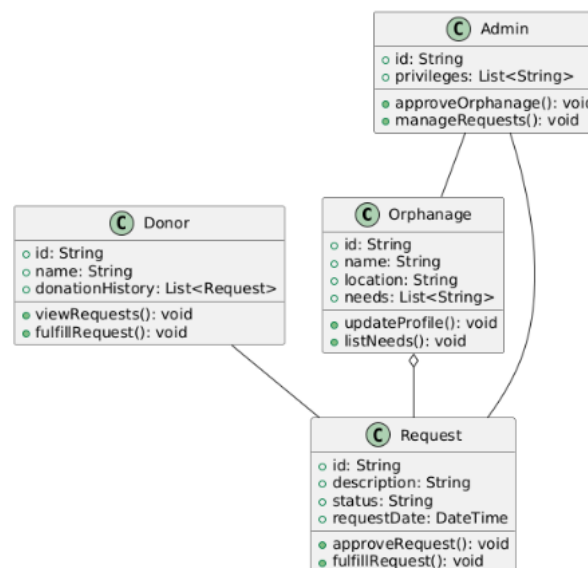 C Admin
id: String
privileges: List<String>
approveOrphanage(): voi
manageRequests(): void
C Donor
id: String
name: String
donationHistory: List<Request>
viewRequests(): void
fulfillRequest(): void
C Orphanage
id: String
name: String
location: String
needs: List<String>
updateProfile(): void
listNeeds(): void
C Request
id: String
description: String
status: String
requestDate: DateTime
approveRequest(): void
fulfillRequest(): void